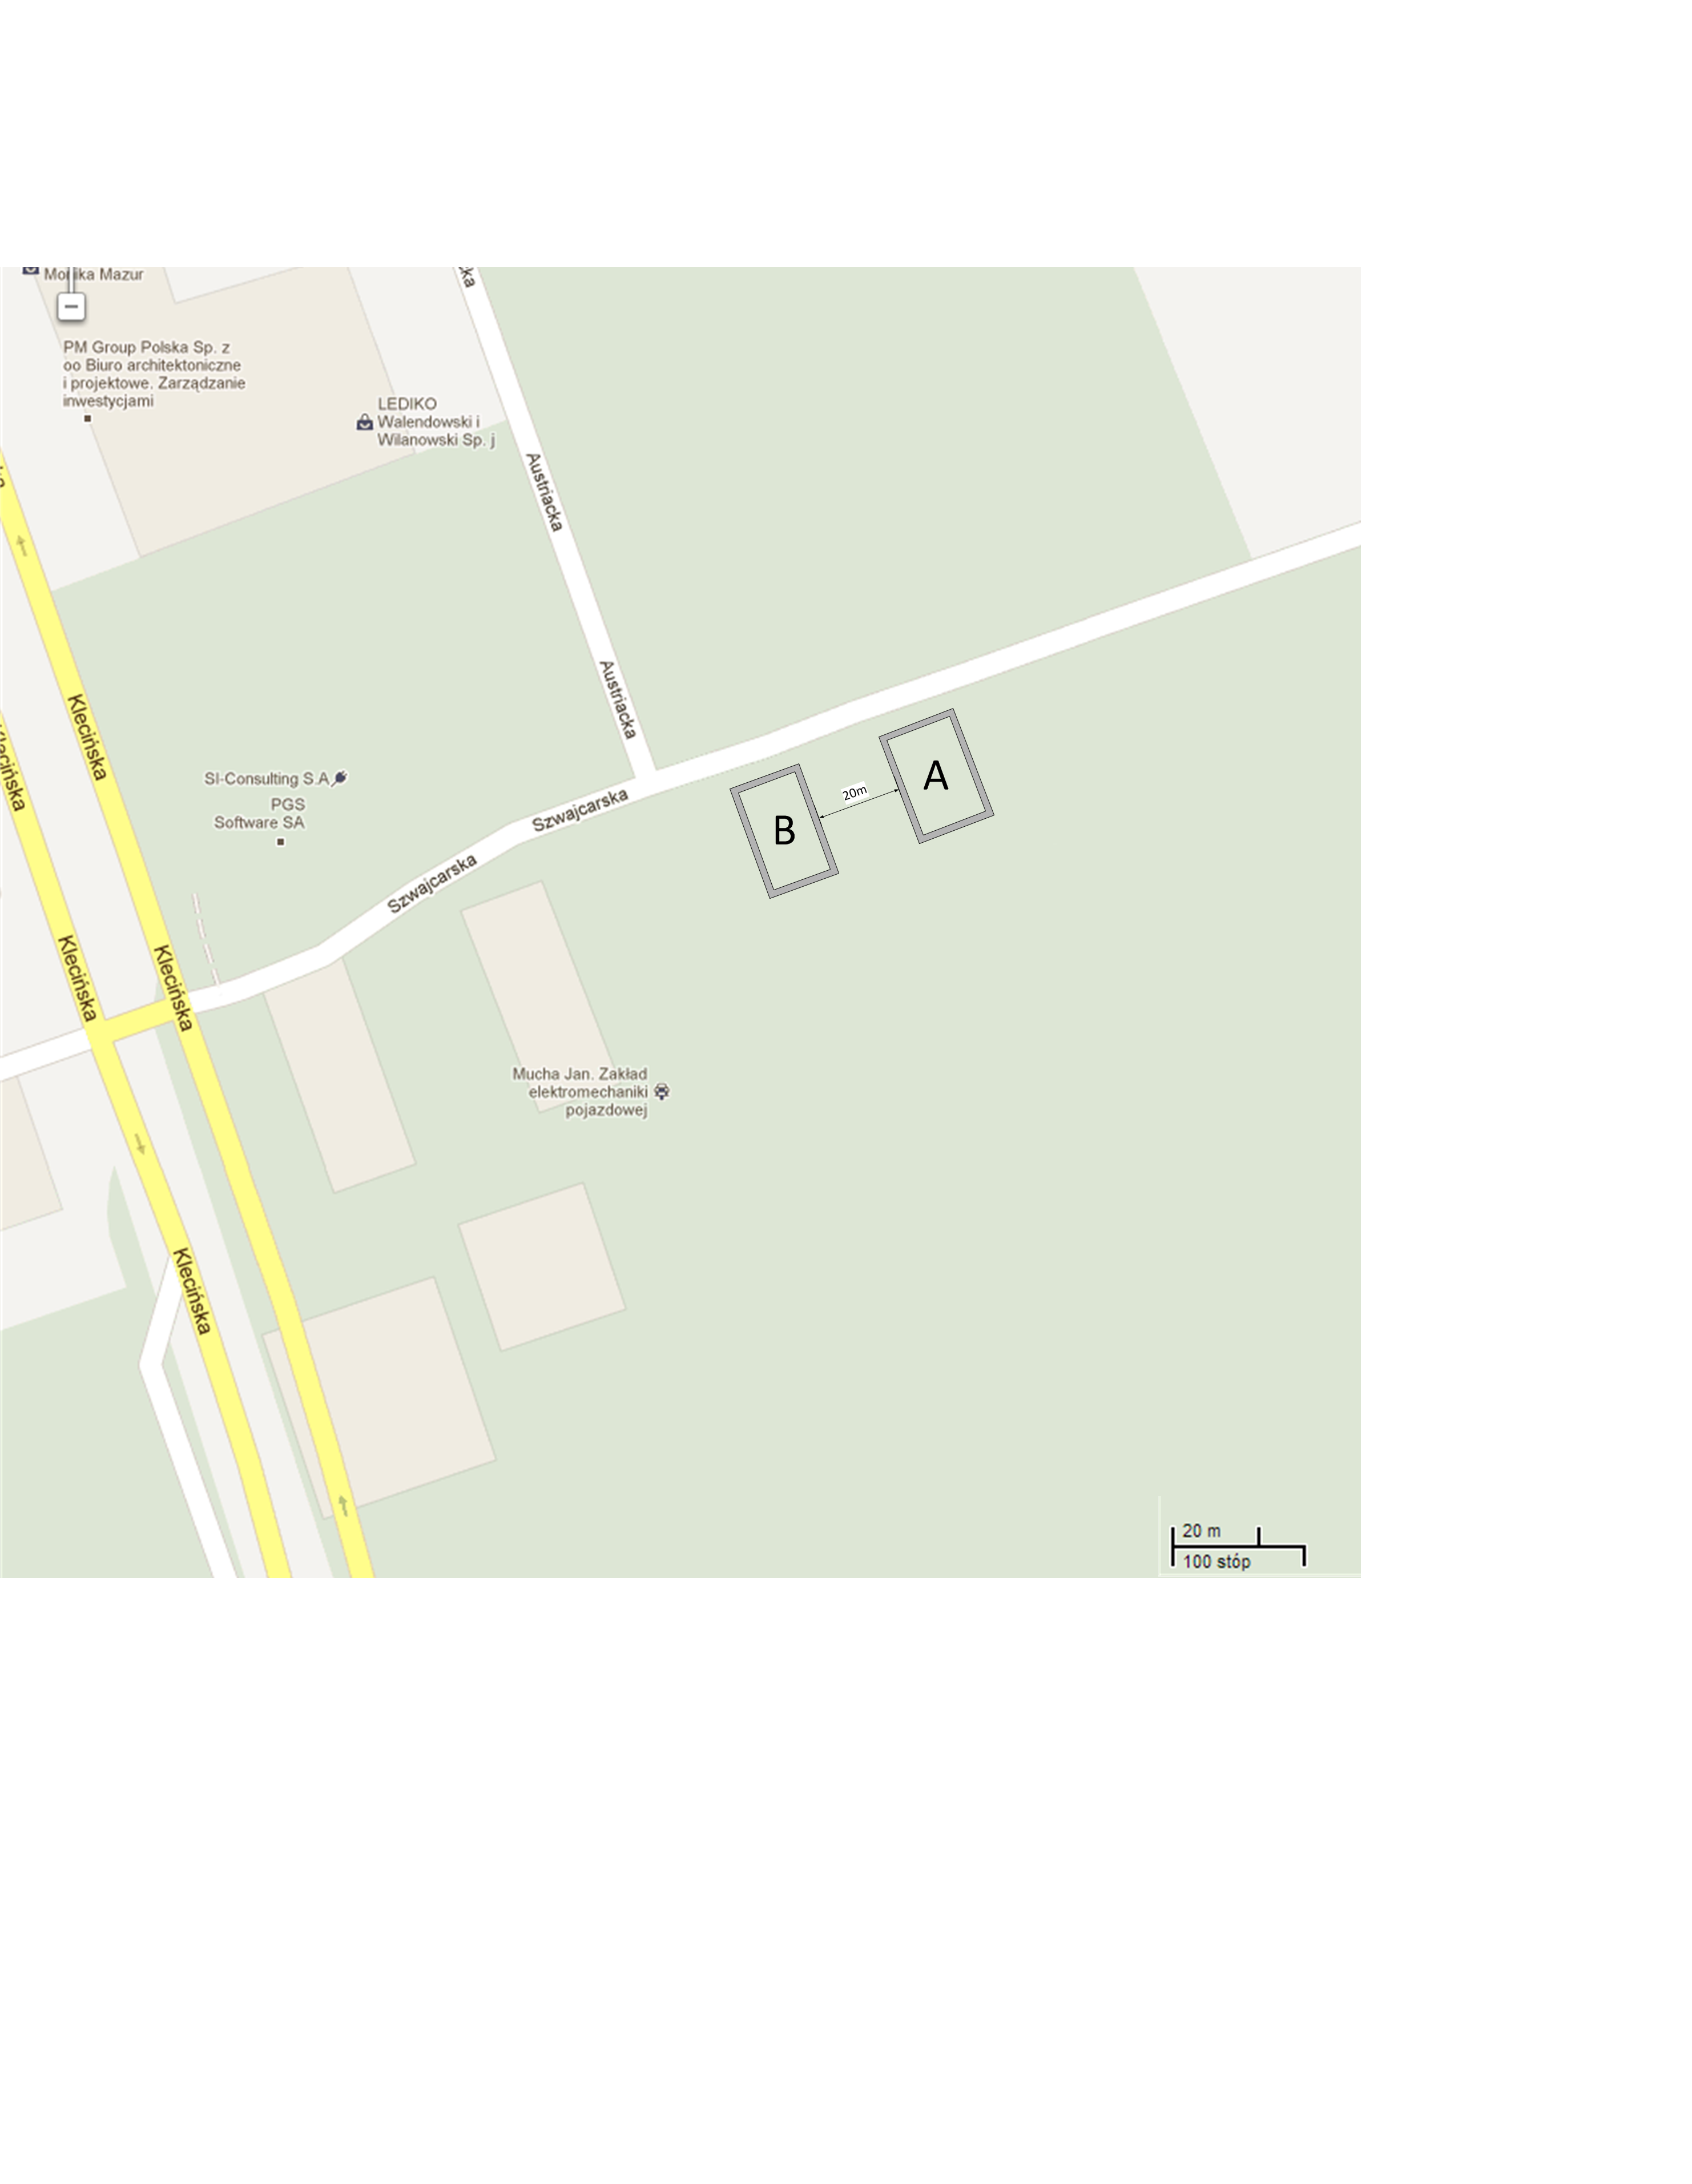 Monika Mazur
PM Group Polska Sp. z
oo Biuro architektoniczne
i projektowe. Zarządzanie
inwestycjami
LEDIKO
Walendowski i
Wilanowski Sp. j
Austriacka
Austriacka
Klecińska
Klecińska
SI-Consulting S.A
PGS
Software SA
Szwajcarska
Szwajcarska
20m
A
B
Klecińska
Klecińska
Mucha Jan. Zakład
elektromechaniki
pojazdowej
Klecińska
20 m
100 stóp